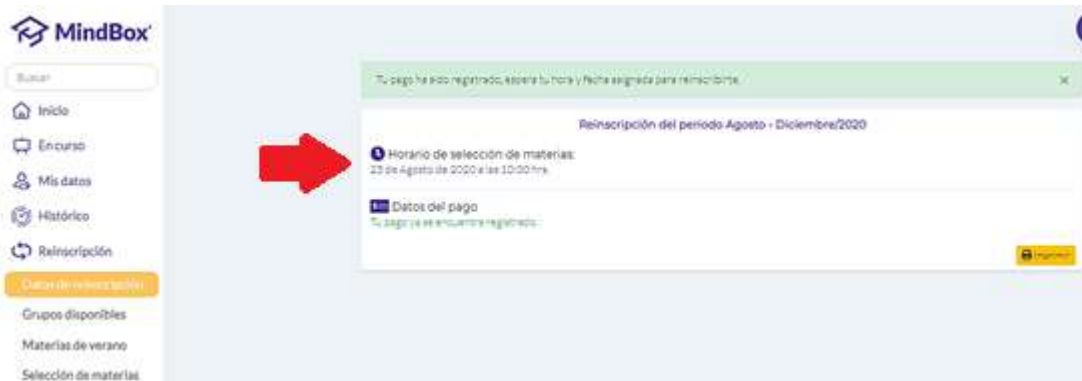 MindBox
Buscar
Inicio
En curso
Mis datos
Histórico
Reinscripción
Datos de reinscripción
Grupos disponibles
Materias de verano
Selección de materias
Tu pago ha sido registrado, espera tu hora y fecha asignada para reinscribirte. ×
Reinscripción del periodo Agosto - Diciembre/2020
Horario de selección de materias:
23 de Agosto de 2020 a las 10:00 hrs.
Datos del pago
Tu pago ya se encuentra registrado.
Imprimir